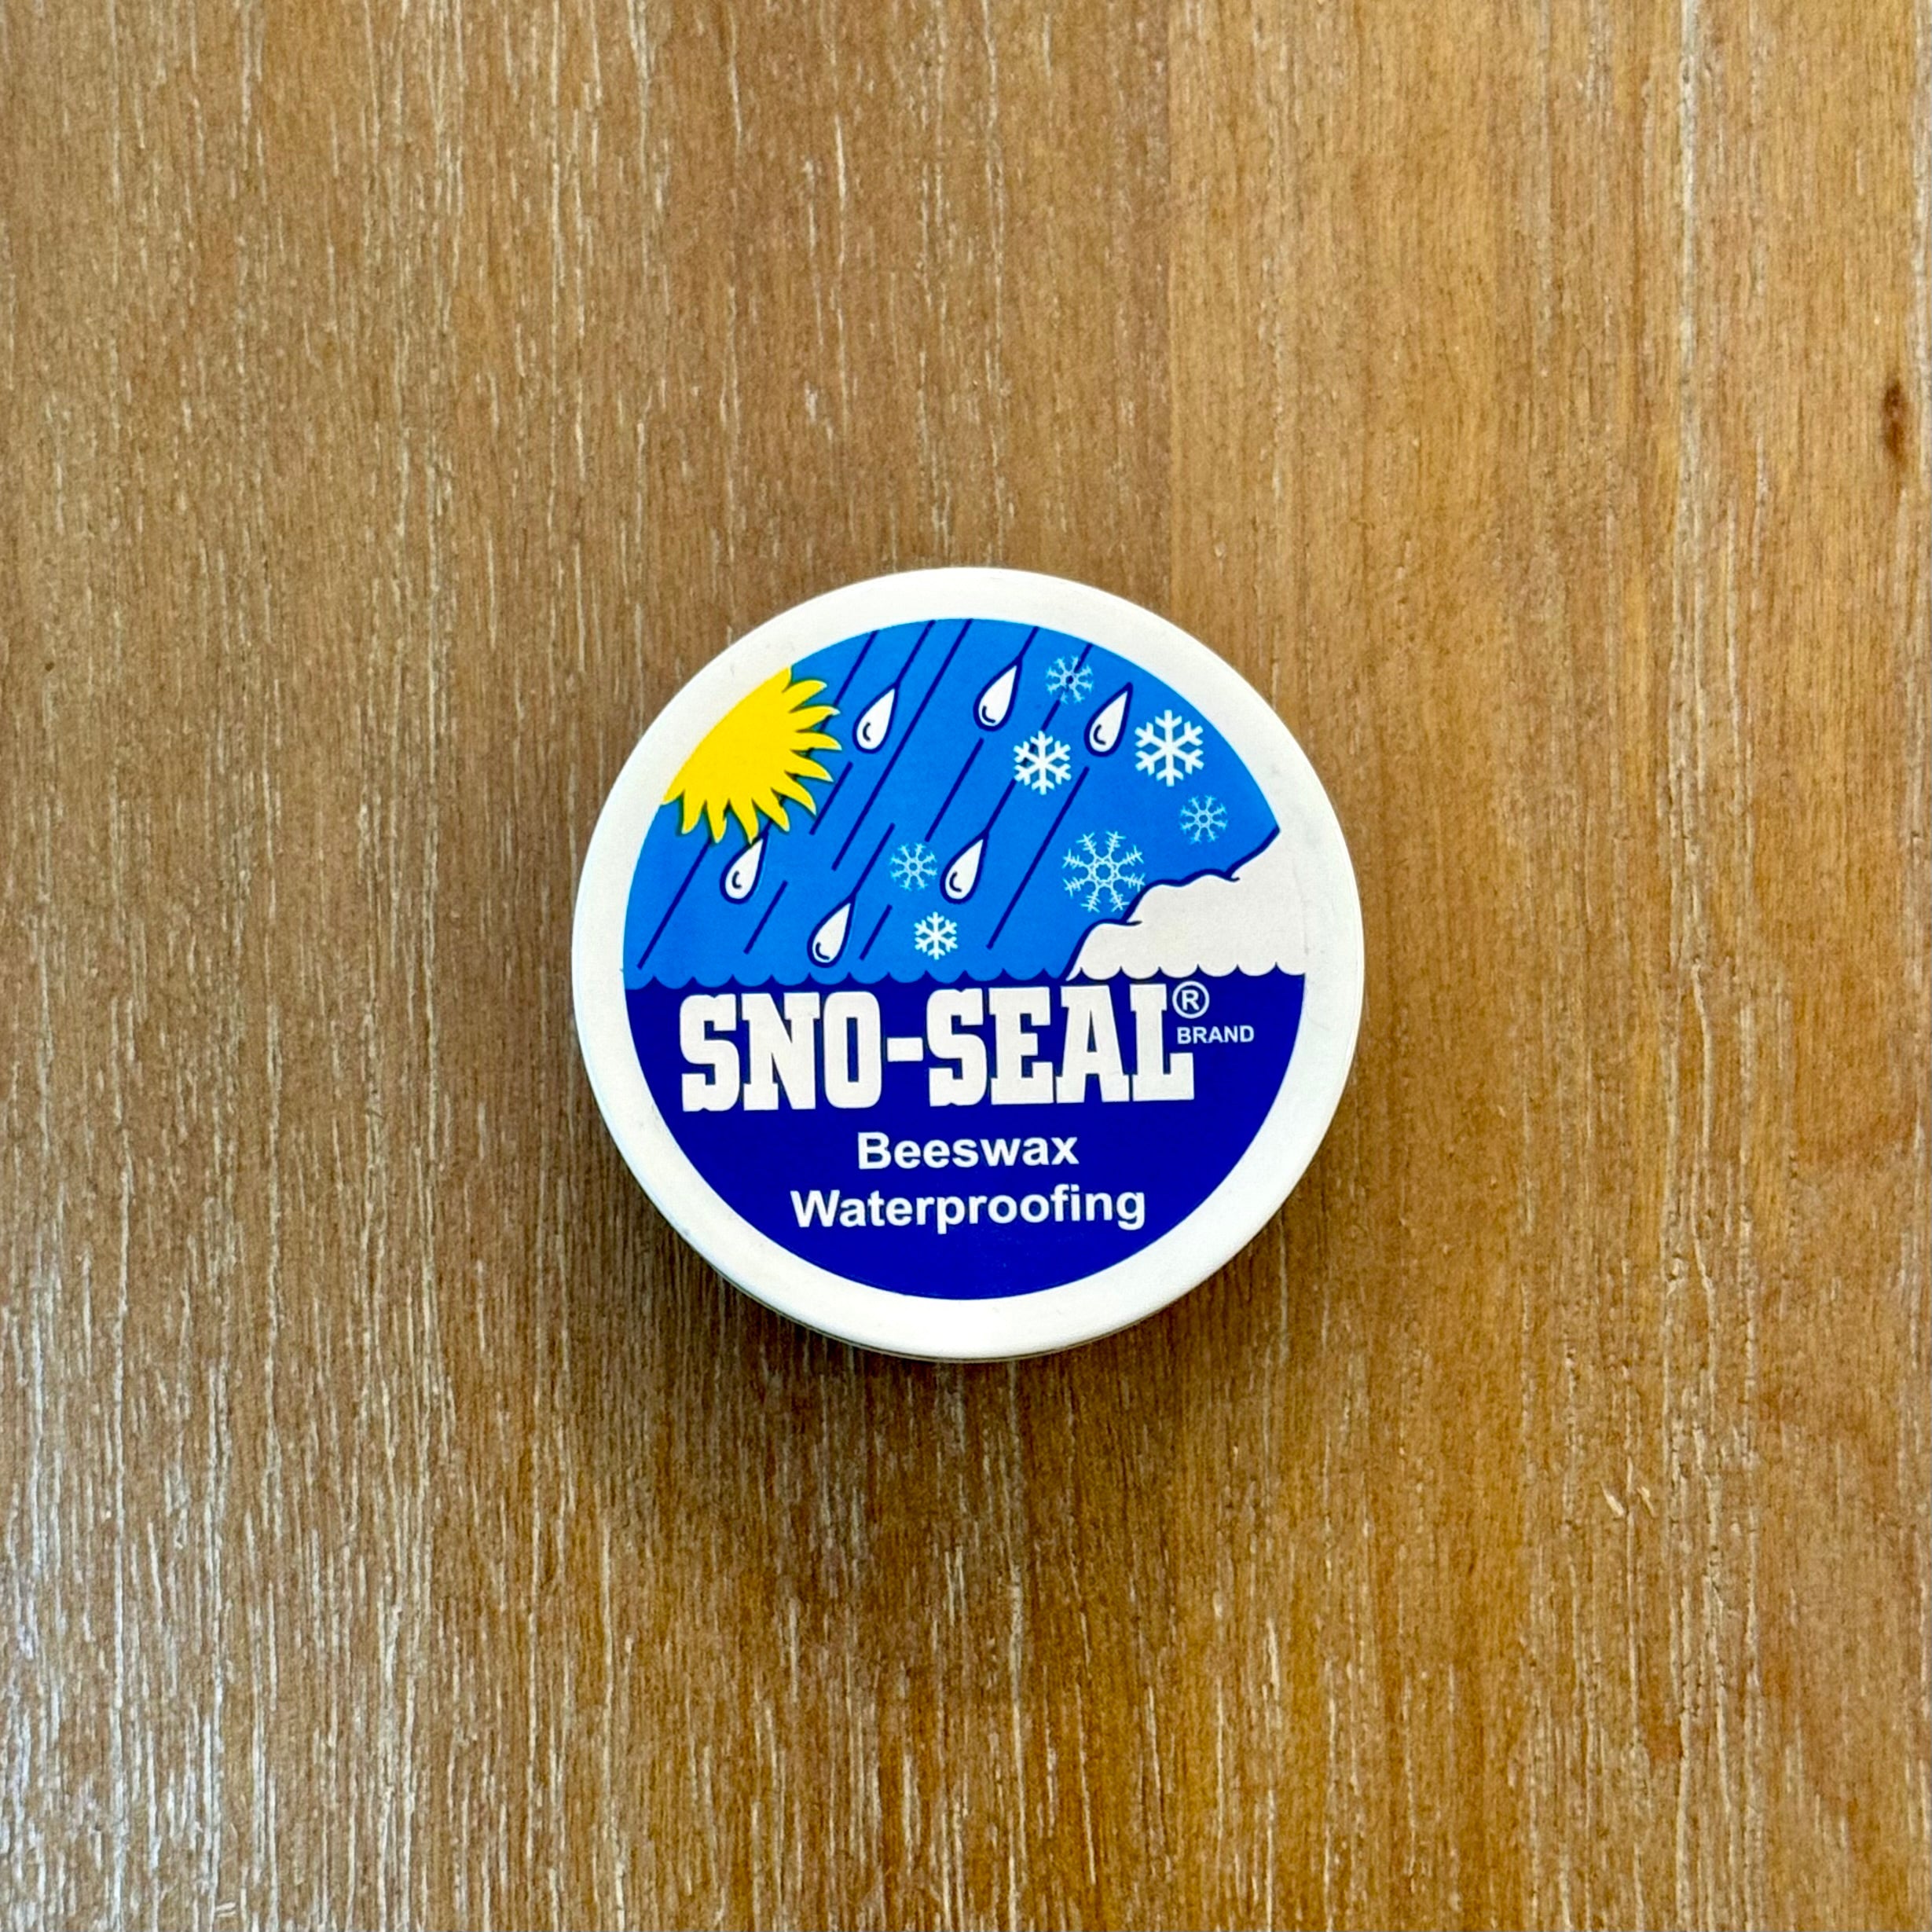 SNO-SEAL®
BRAND
Beeswax
Waterproofing